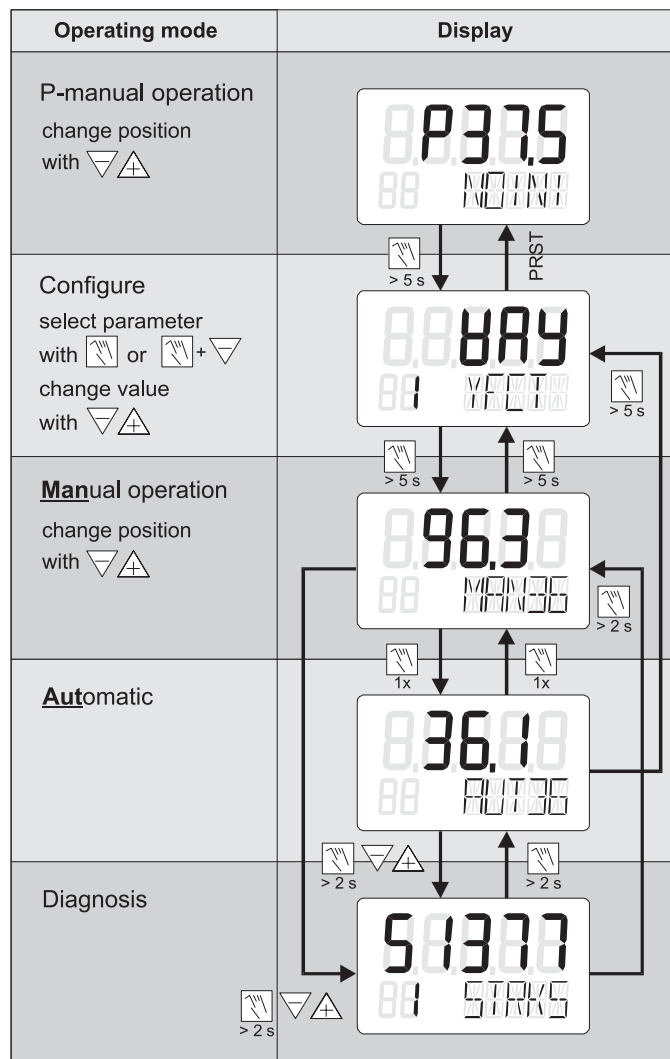 Operating mode
Display
P-manual operation
change position
with
P37.5
NOINI
> 5 s
PRST
Configure
select parameter
with or +
change value
with
WAY
1 YFCT
> 5 s
> 5 s
> 5 s
Manual operation
change position
with
96.3
MAN36
> 2 s
1x
1x
Automatic
36.1
AUT36
> 2 s
> 2 s
Diagnosis
51377
1 STRKS
> 2 s